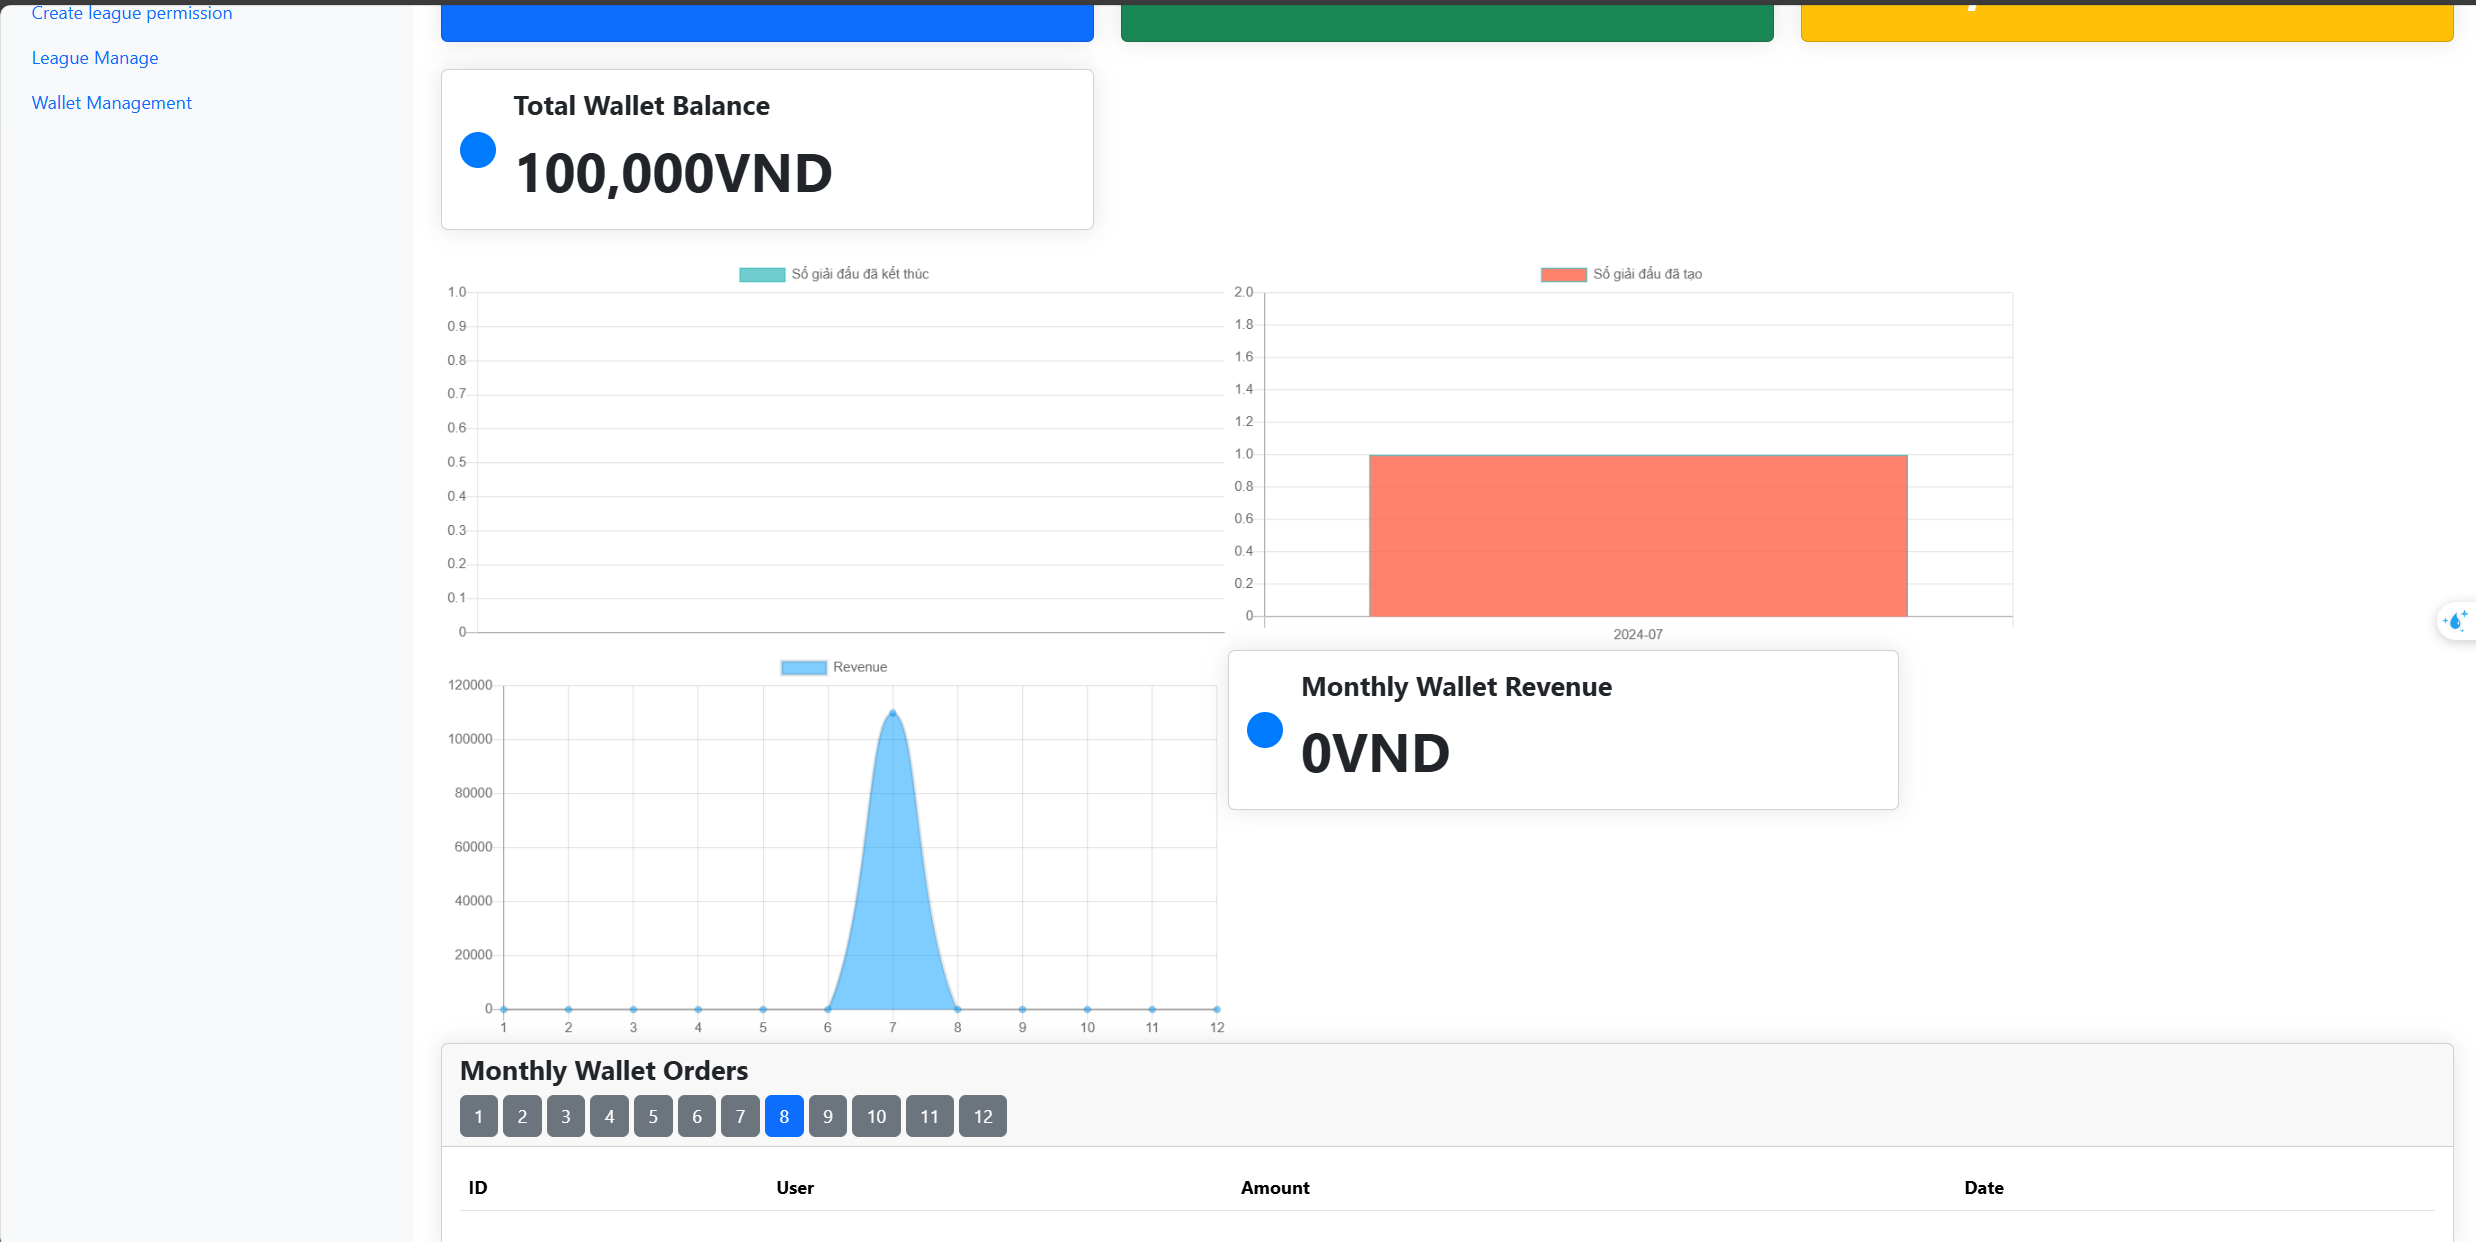 Create league permission
League Manage
Wallet Management
Total Wallet Balance
100,000VND
Số giải đấu đã kết thúc
1.0
0.9
0.8
0.7
0.6
0.5
0.4
0.3
0.2
0.1
0
Số giải đấu đã tạo
2.0
1.8
1.6
1.4
1.2
1.0
0.8
0.6
0.4
0.2
0
2024-07
Revenue
120000
100000
80000
60000
40000
20000
0
1 2 3 4 5 6 7 8 9 10 11 12
Monthly Wallet Revenue
0VND
Monthly Wallet Orders
1 2 3 4 5 6 7 8 9 10 11 12
ID User Amount Date